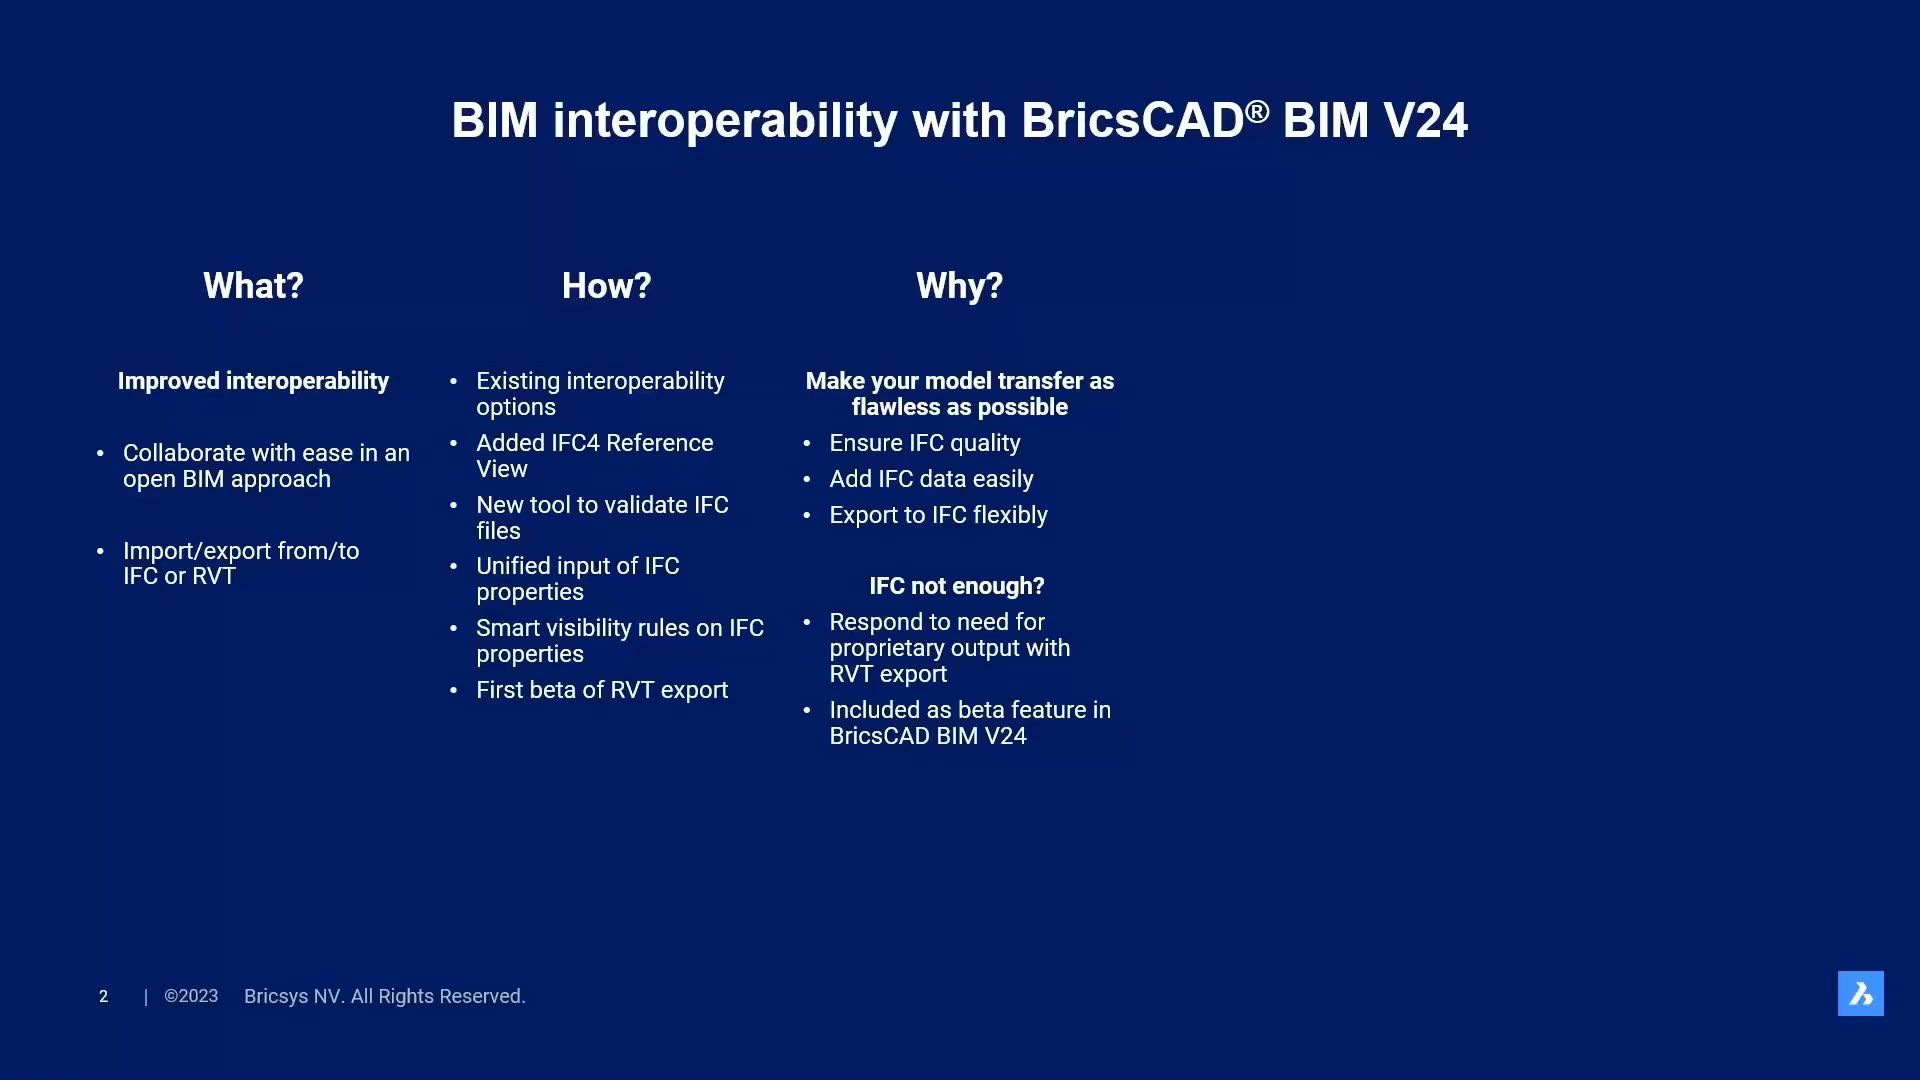 BIM interoperability with BricsCAD® BIM V24
What?
Improved interoperability
• Collaborate with ease in an
open BIM approach
• Import/export from/to
IFC or RVT
How?
• Existing interoperability
options
• Added IFC4 Reference
View
• New tool to validate IFC
files
• Unified input of IFC
properties
• Smart visibility rules on IFC
properties
• First beta of RVT export
Why?
Make your model transfer as
flawless as possible
• Ensure IFC quality
• Add IFC data easily
• Export to IFC flexibly
IFC not enough?
• Respond to need for
proprietary output with
RVT export
• Included as beta feature in
BricsCAD BIM V24
2 | ©2023 Bricsys NV. All Rights Reserved.